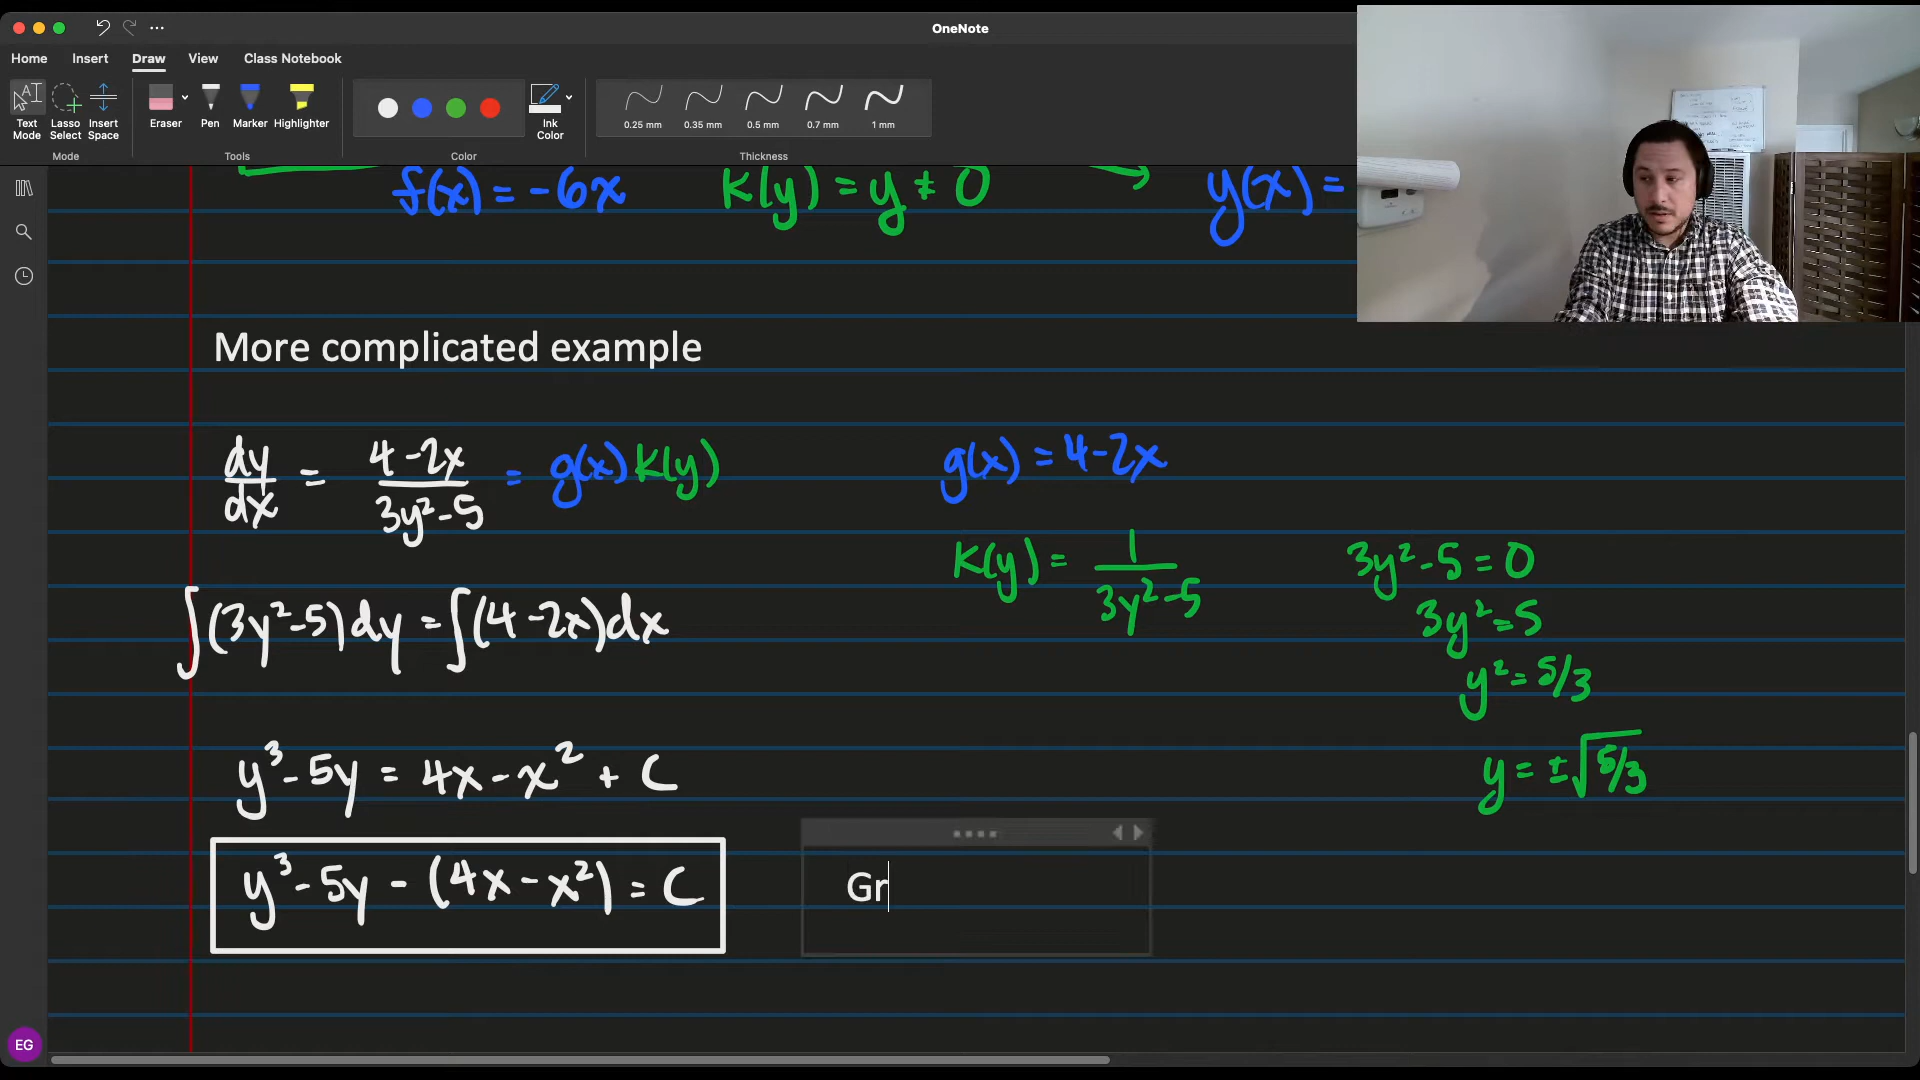 OneNote
Home Insert Draw View Class Notebook
Text Mode
Lasso Select
Insert Space
Eraser
Pen
Marker
Highlighter
Ink Color
0.25 mm 0.35 mm 0.5 mm 0.7 mm 1 mm
Mode Tools Color Thickness
f(x) = -6x
K(y) = y ≠ 0
y(x) =
More complicated example
dy/dx = (4-2x)/(3y²-5) = g(x) K(y)
g(x) = 4-2x
K(y) = 1/(3y²-5)
3y²-5 = 0
3y² = 5
y² = 5/3
y = ±√5/3
∫(3y²-5)dy = ∫(4-2x)dx
y³-5y = 4x-x² + C
y³-5y - (4x-x²) = C
Gr
EG